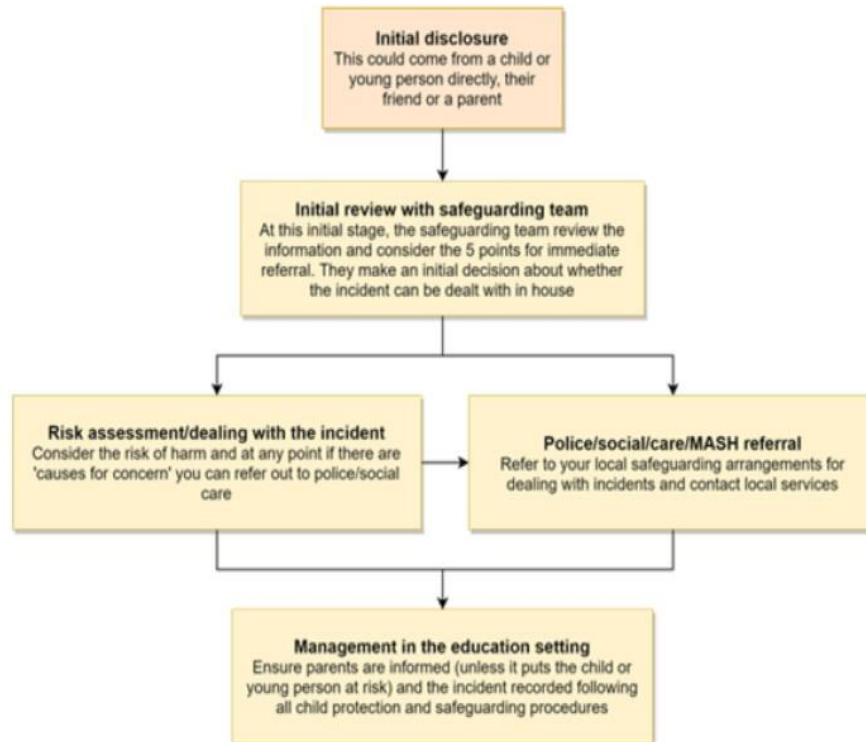 Initial disclosure
This could come from a child or
young person directly, their
friend or a parent
Initial review with safeguarding team
At this initial stage, the safeguarding team review the
information and consider the 5 points for immediate
referral. They make an initial decision about whether
the incident can be dealt with in house
Risk assessment/dealing with the incident
Consider the risk of harm and at any point if there are
'causes for concern' you can refer out to police/social
care
Police/social/care/MASH referral
Refer to your local safeguarding arrangements for
dealing with incidents and contact local services
Management in the education setting
Ensure parents are informed (unless it puts the child or
young person at risk) and the incident recorded following
all child protection and safeguarding procedures